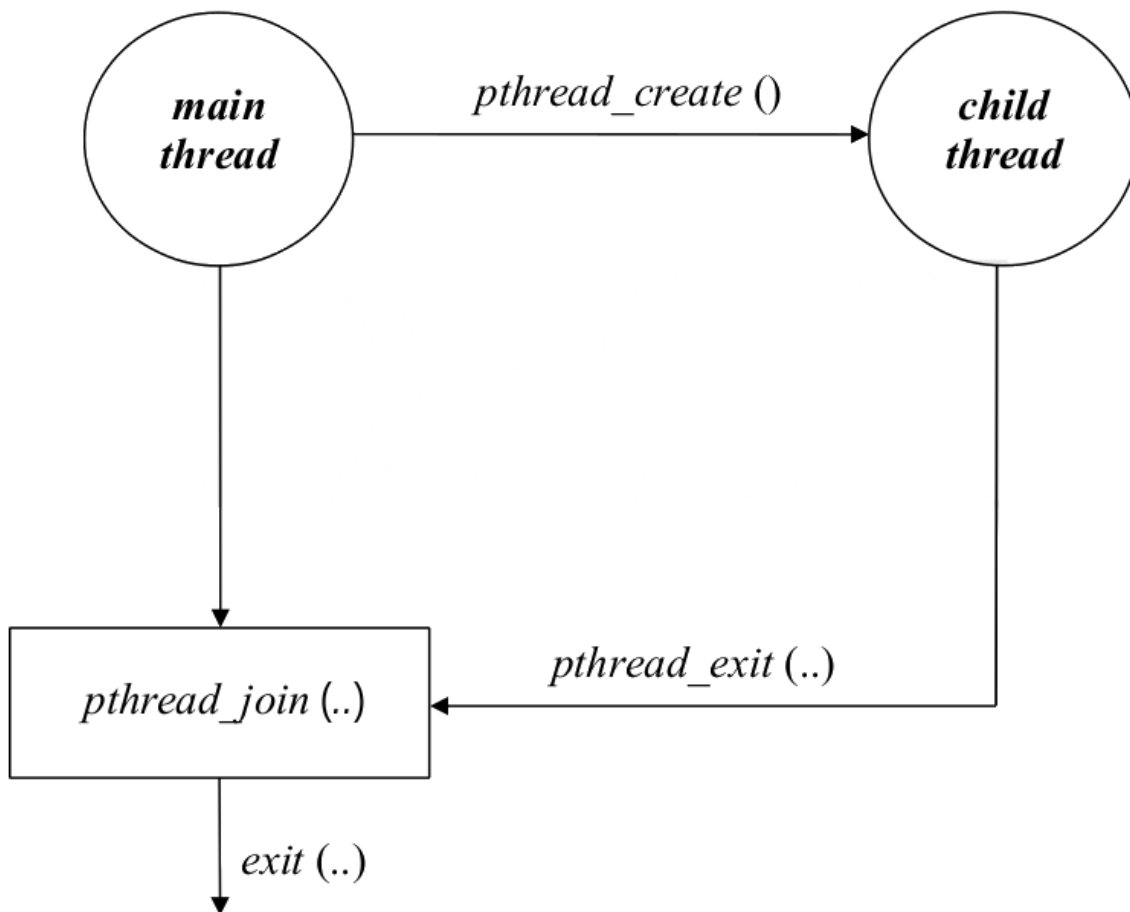 main
thread
pthread_create ()
child
thread
pthread_exit (..)
pthread_join (..)
exit (..)